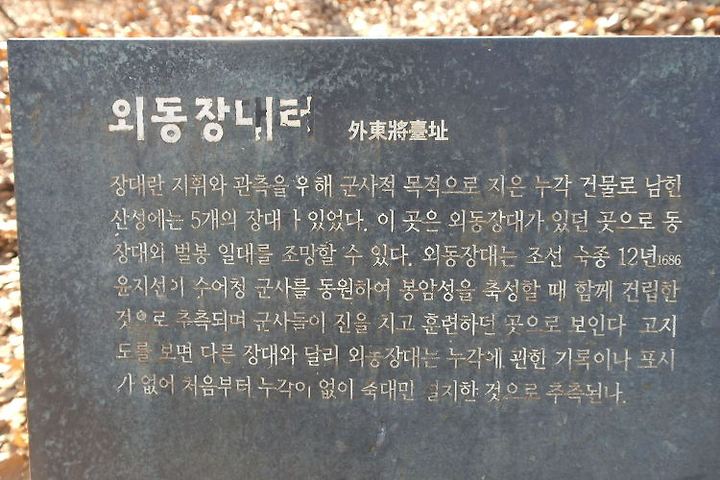 외동장대터 外東將臺址
장대란 지휘와 관측을 위해 군사적 목적으로 지은 누각 건물로 남한
산성에는 5개의 장대가 있었다. 이 곳은 외동장대가 있던 곳으로 동
장대와 벌봉 일대를 조망할 수 있다. 외동장대는 조선 숙종 12년1686
윤지선이 수어청 군사를 동원하여 봉암성을 축성할 때 함께 건립한
것으로 추측되며 군사들이 진을 치고 훈련하던 곳으로 보인다 고지
도를 보면 다른 장대와 달리 외동장대는 누각에 관한 기록이나 표시
가 없어 처음부터 누각이 없이 축대만 설치한 것으로 추측된다.